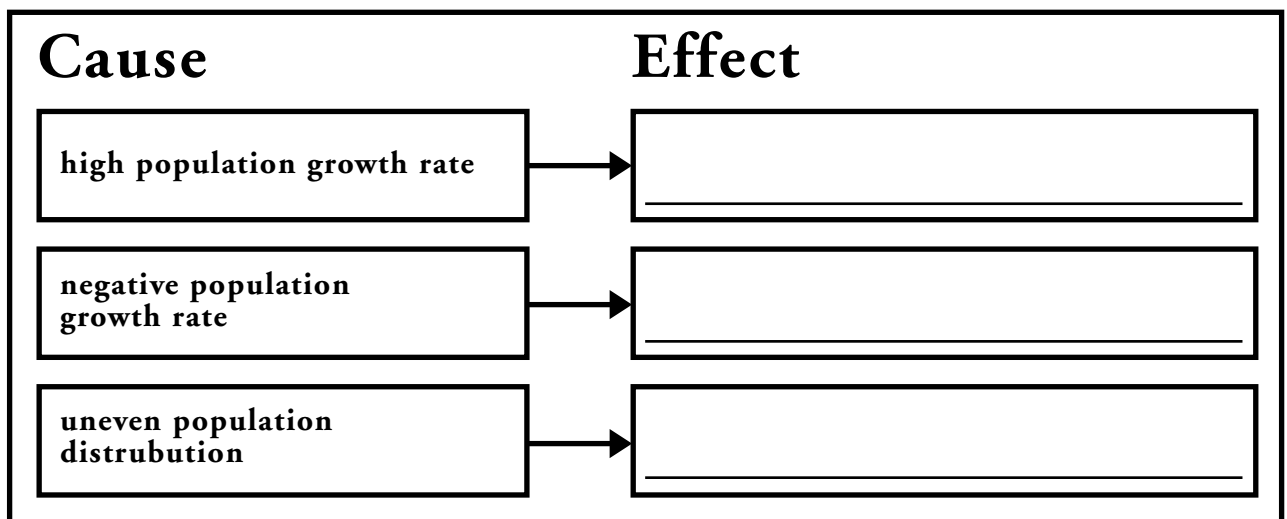 Cause
Effect
high population growth rate
negative population
growth rate
uneven population
distrubution